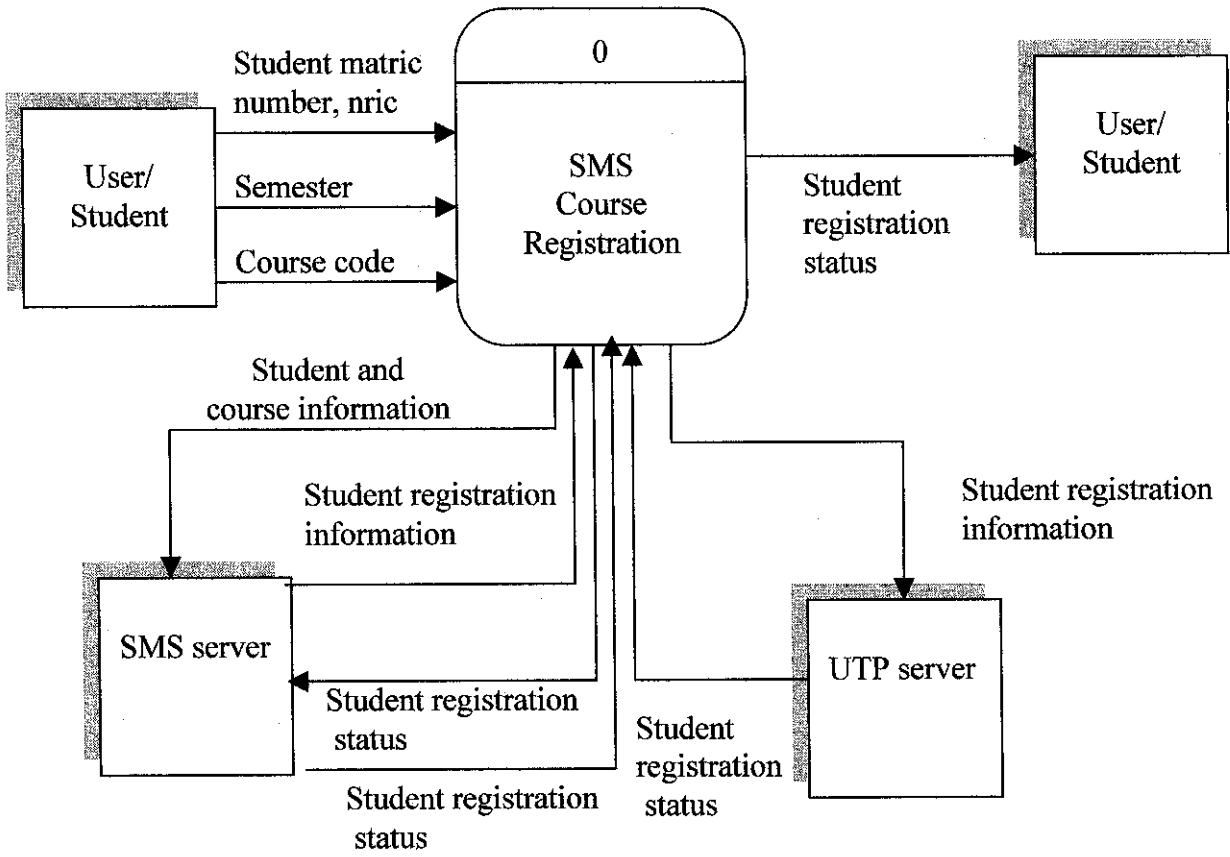 0
Student matric
number, nric
User/
Student
Semester
Course code
SMS
Course
Registration
Student
registration
status
User/
Student
Student and
course information
Student registration
information
Student registration
information
SMS server
UTP server
Student registration
status
Student
registration
status
Student registration
status